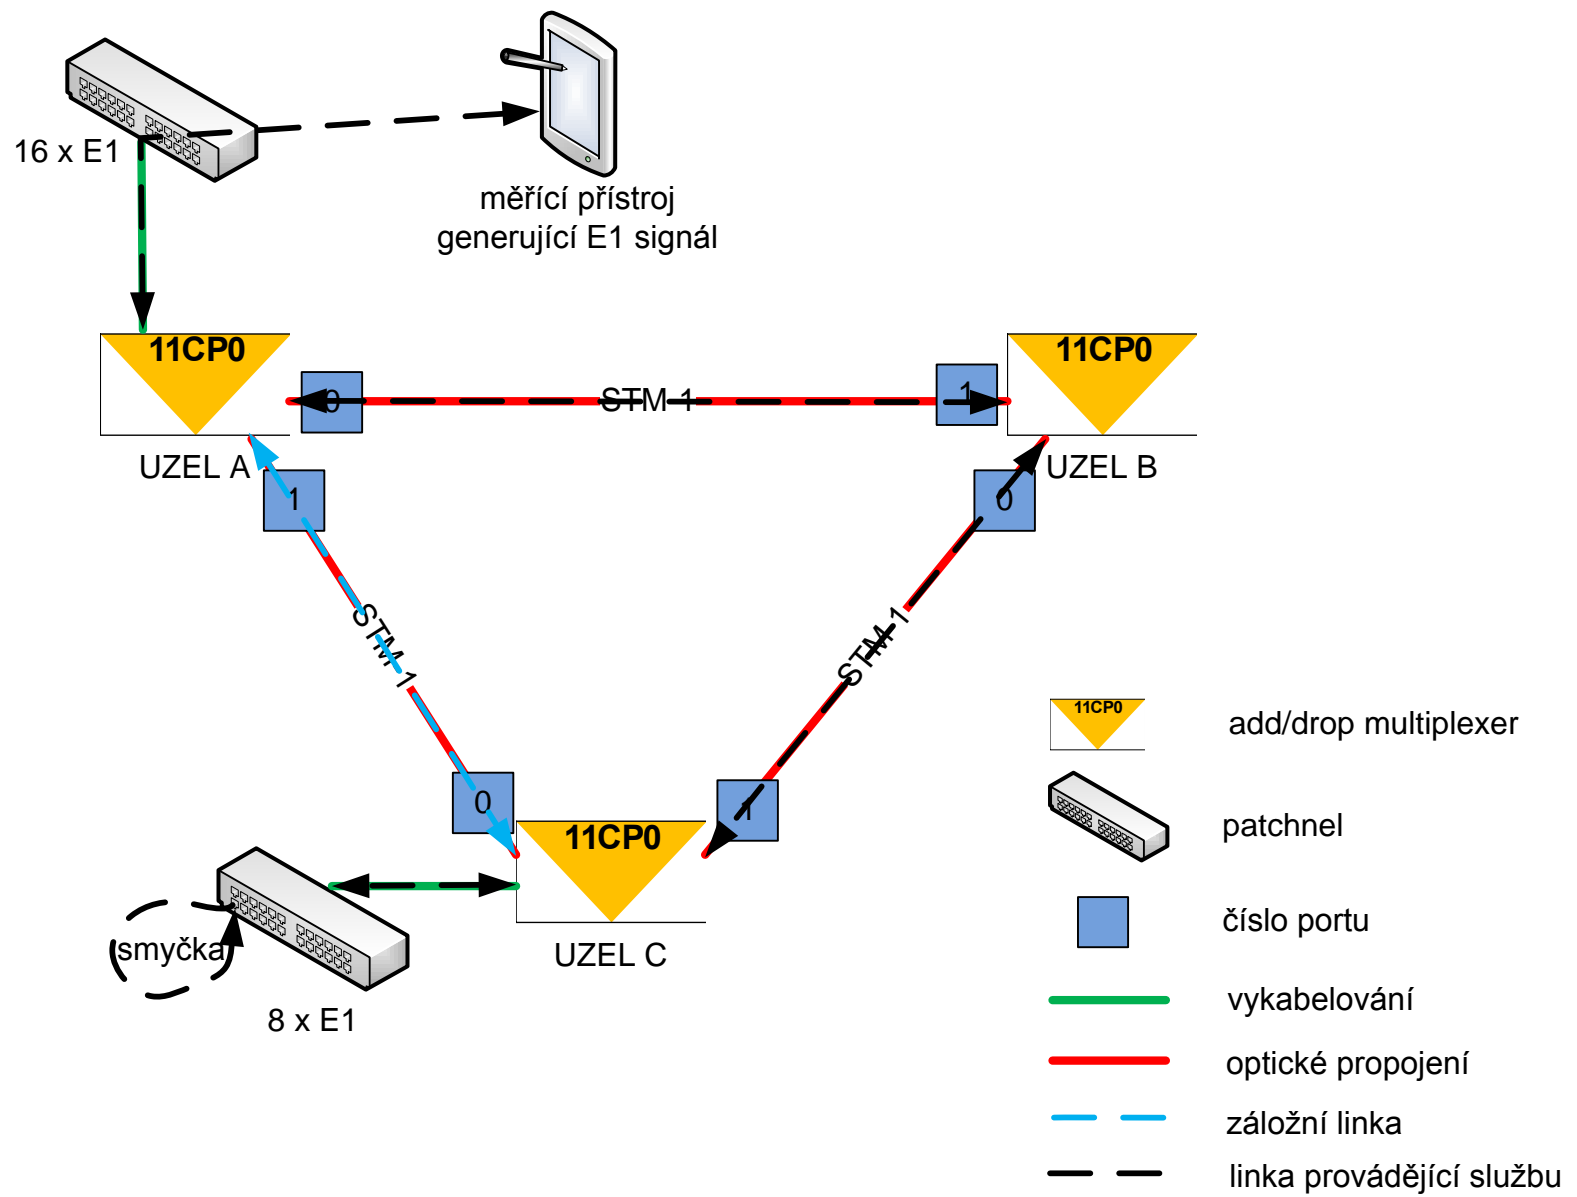 16 x E1
měřící přístroj
generující E1 signál
11CP0
11CP0
0
STM 1
1
UZEL A
UZEL B
1
0
STM 1
STM 1
0
1
11CP0
smyčka
UZEL C
8 x E1
11CP0
add/drop multiplexer
patchnel
číslo portu
vykabelování
optické propojení
záložní linka
linka provádějící službu